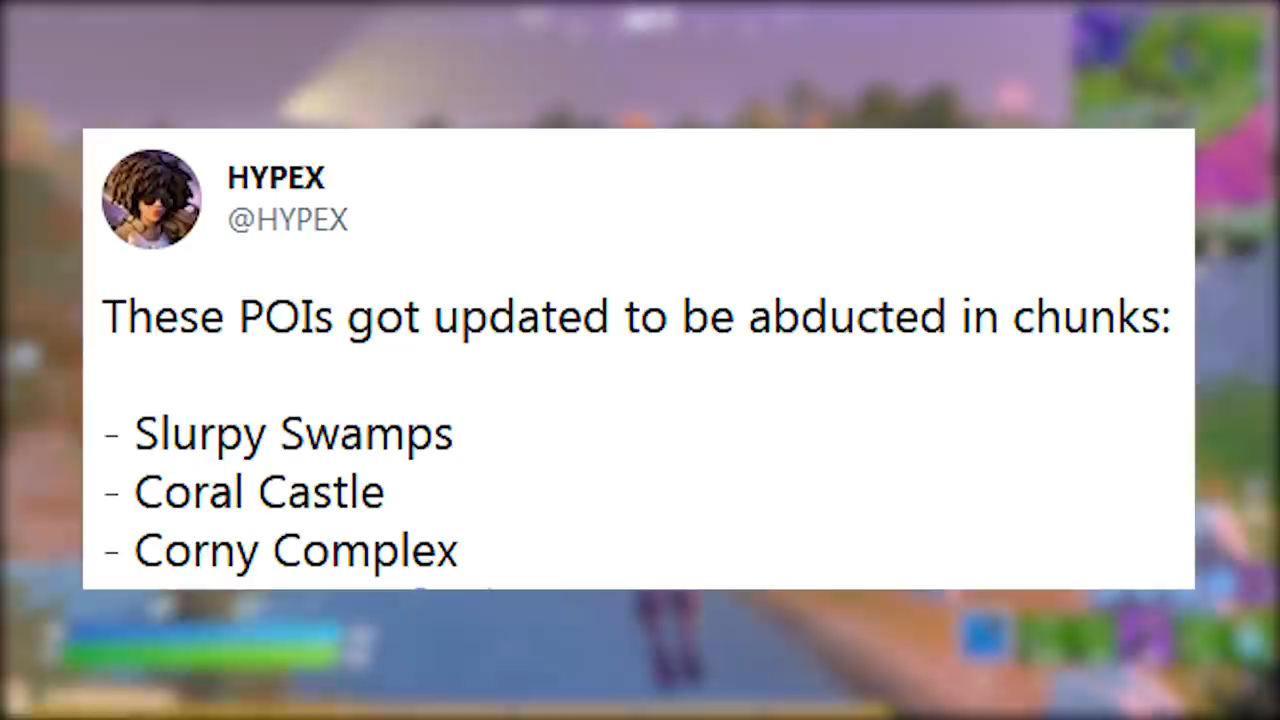 HYPEX
@HYPEX
These POIs got updated to be abducted in chunks:
- Slurpy Swamps
- Coral Castle
- Corny Complex